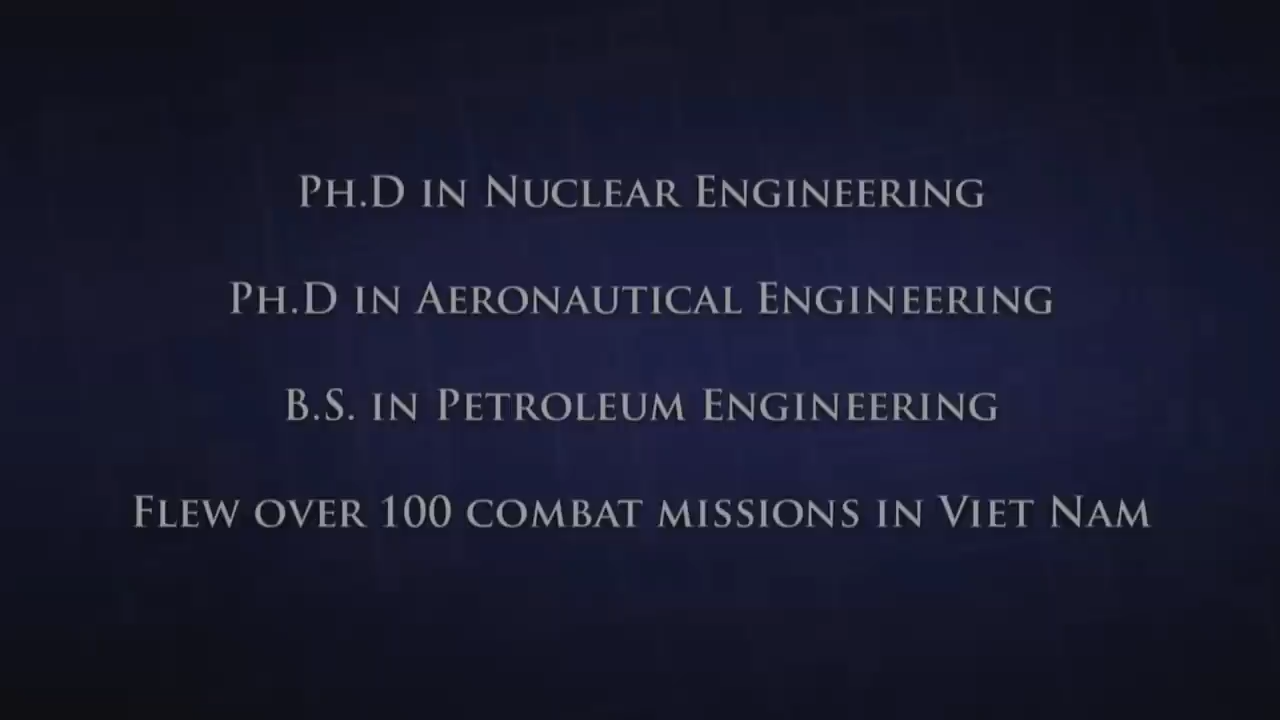 Ph.D in Nuclear Engineering
Ph.D in Aeronautical Engineering
B.S. in Petroleum Engineering
Flew over 100 combat missions in Viet Nam